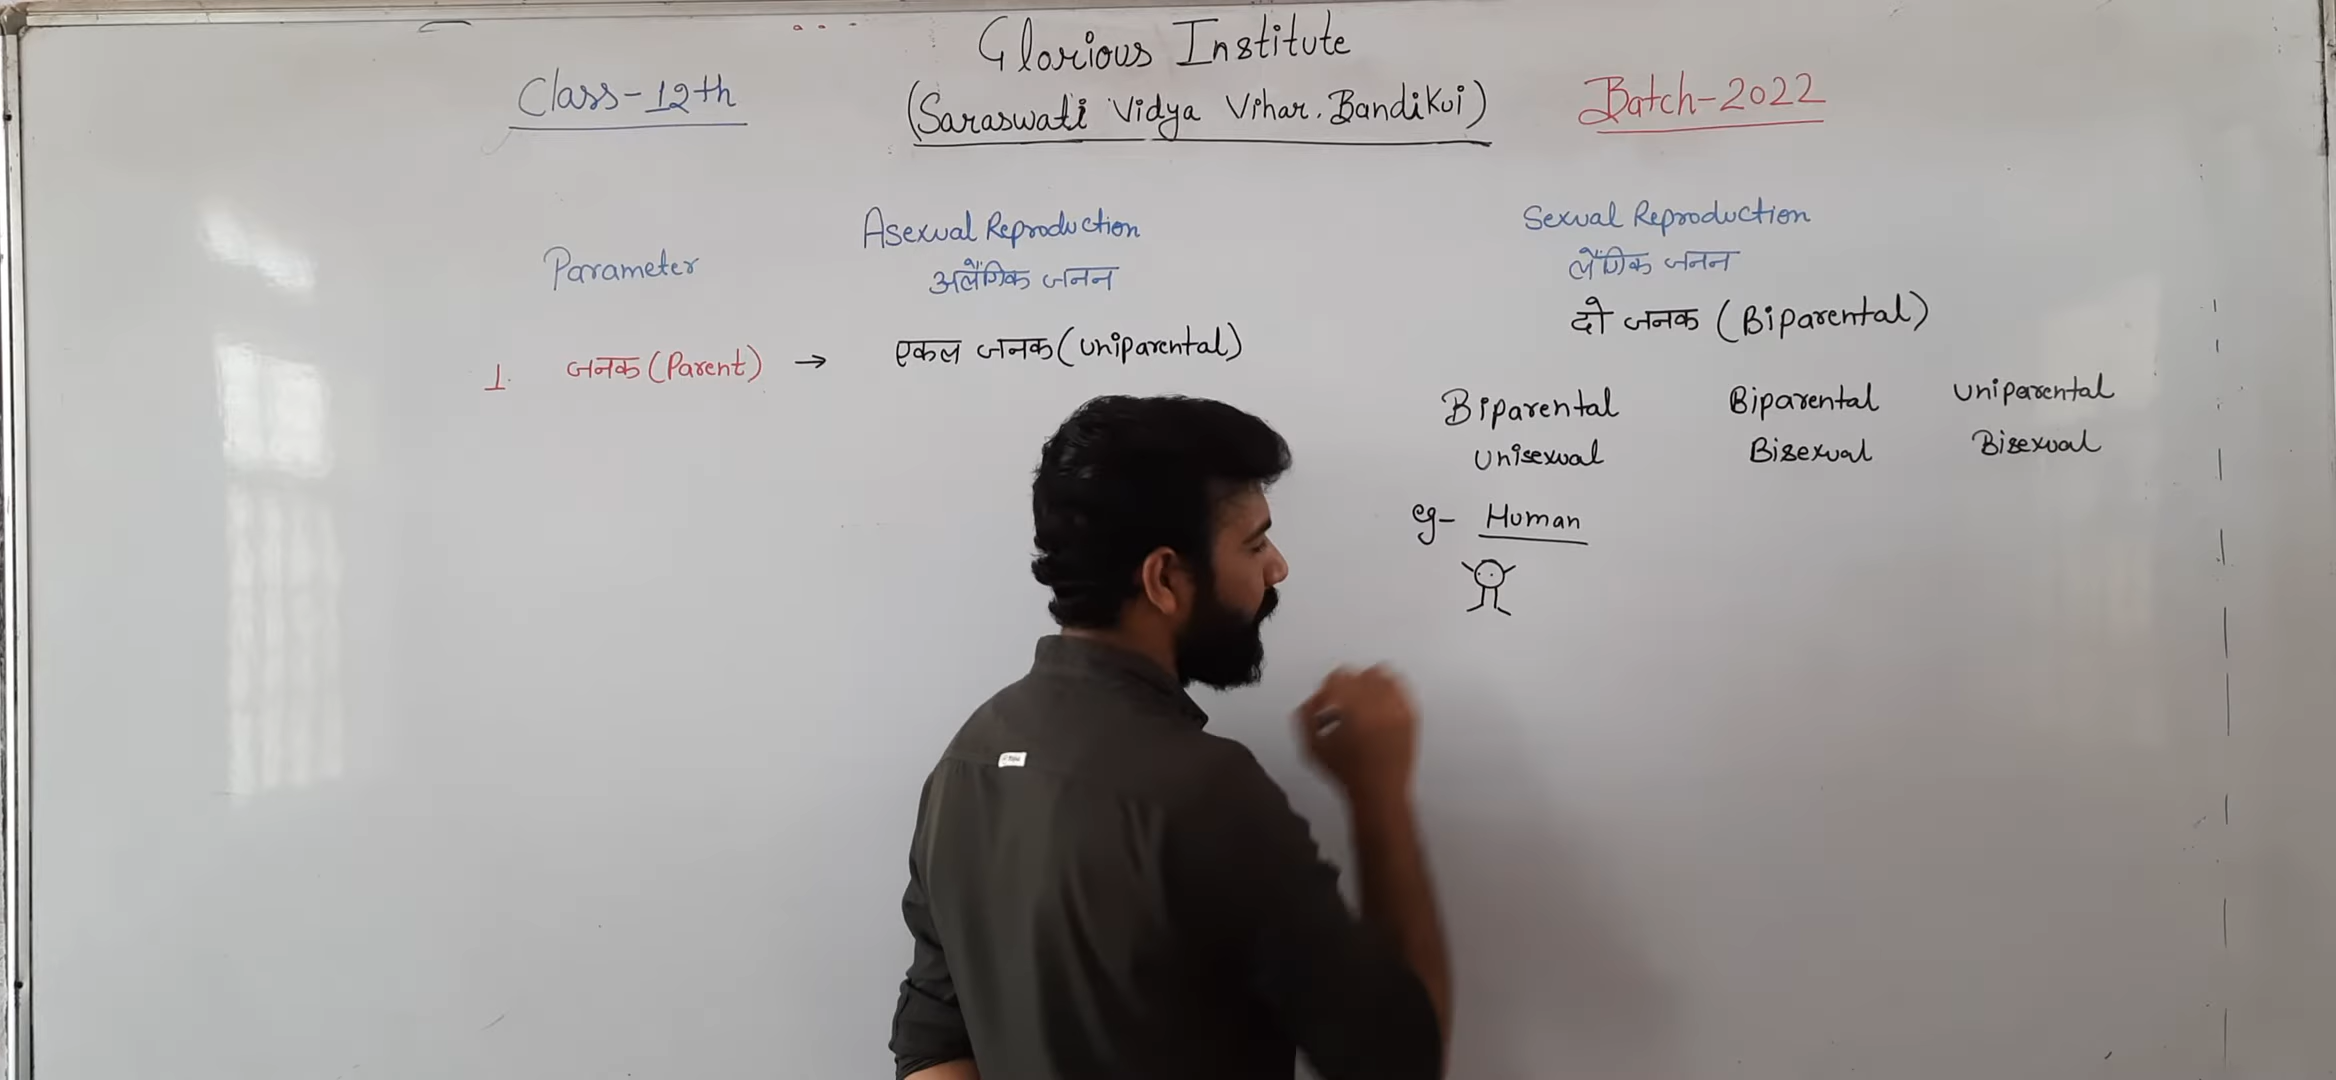 Glorious Institute
Class-12th
(Saraswati Vidya Vihar. Bandikui)
Batch-2022
Parameter
Asexual Reproduction
अलैंगिक जनन
Sexual Reproduction
लैंगिक जनन
1. जनक (Parent) →
एकल जनक (Uniparental)
दो जनक (Biparental)
Biparental Biparental Uniparental
Unisexual Bisexual Bisexual
eg- Human